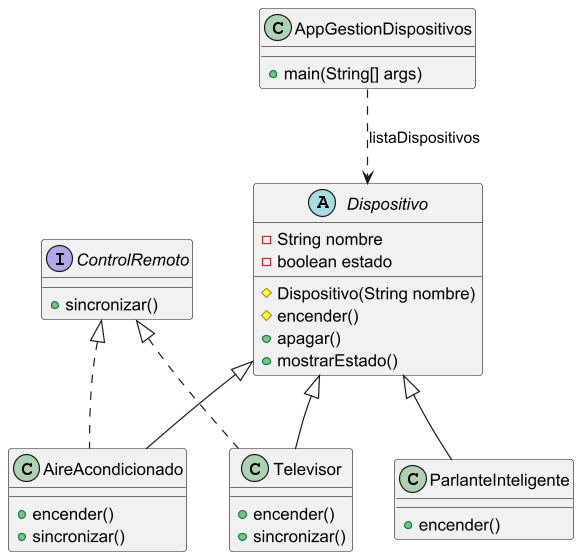 C AppGestionDispositivos
main(String[] args)
listaDispositivos
A Dispositivo
String nombre
boolean estado
Dispositivo(String nombre)
encender()
apagar()
mostrarEstado()
I ControlRemoto
sincronizar()
C AireAcondicionado
encender()
sincronizar()
C Televisor
encender()
sincronizar()
C ParlanteInteligente
encender()